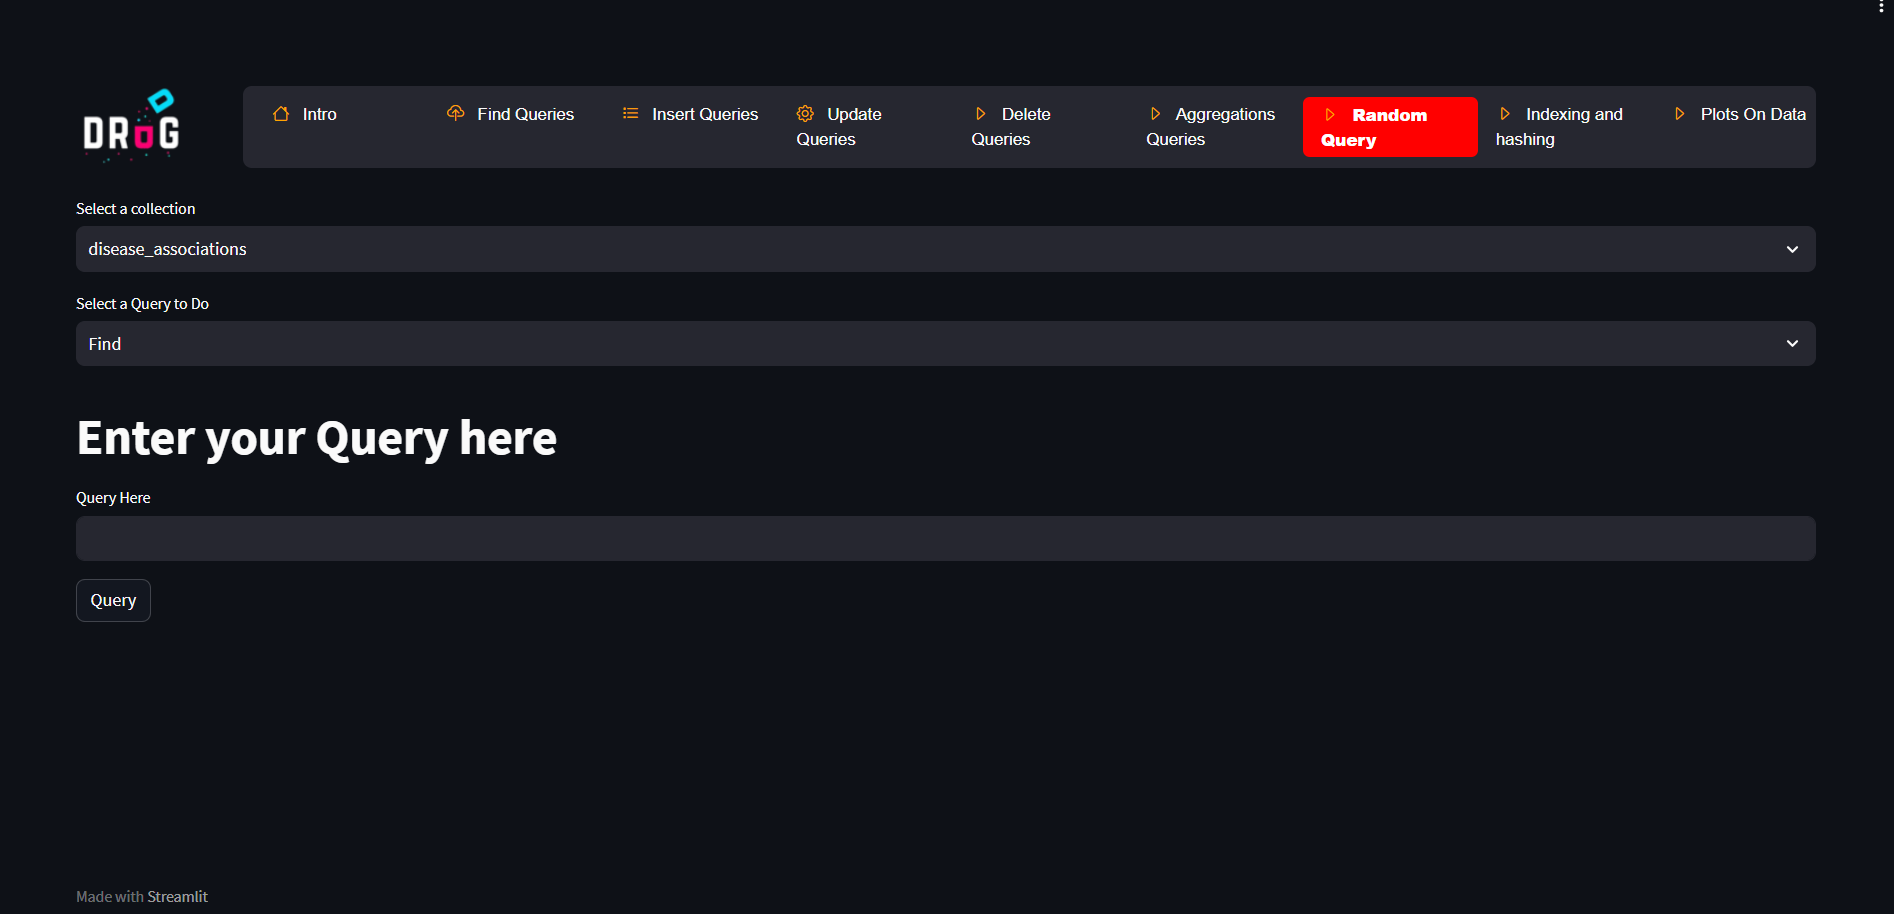 DRUG
Intro
Find Queries
Insert Queries
Update
Queries
Delete
Queries
Aggregations
Queries
Random
Query
Indexing and
hashing
Plots On Data
Select a collection
disease_associations
Select a Query to Do
Find
Enter your Query here
Query Here
Query
Made with Streamlit